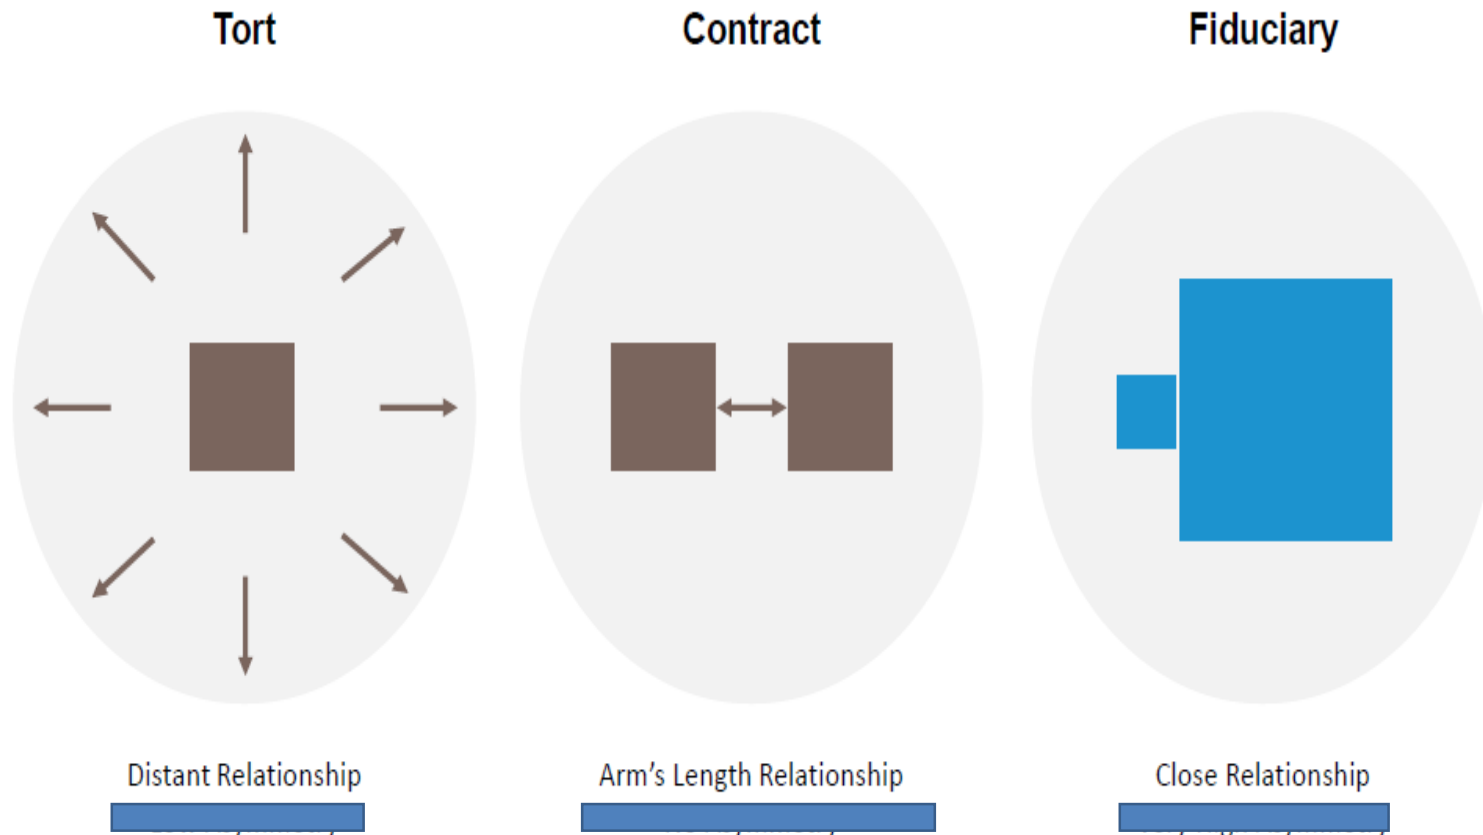 Tort
Contract
Fiduciary
Distant Relationship
Arm’s Length Relationship
Close Relationship